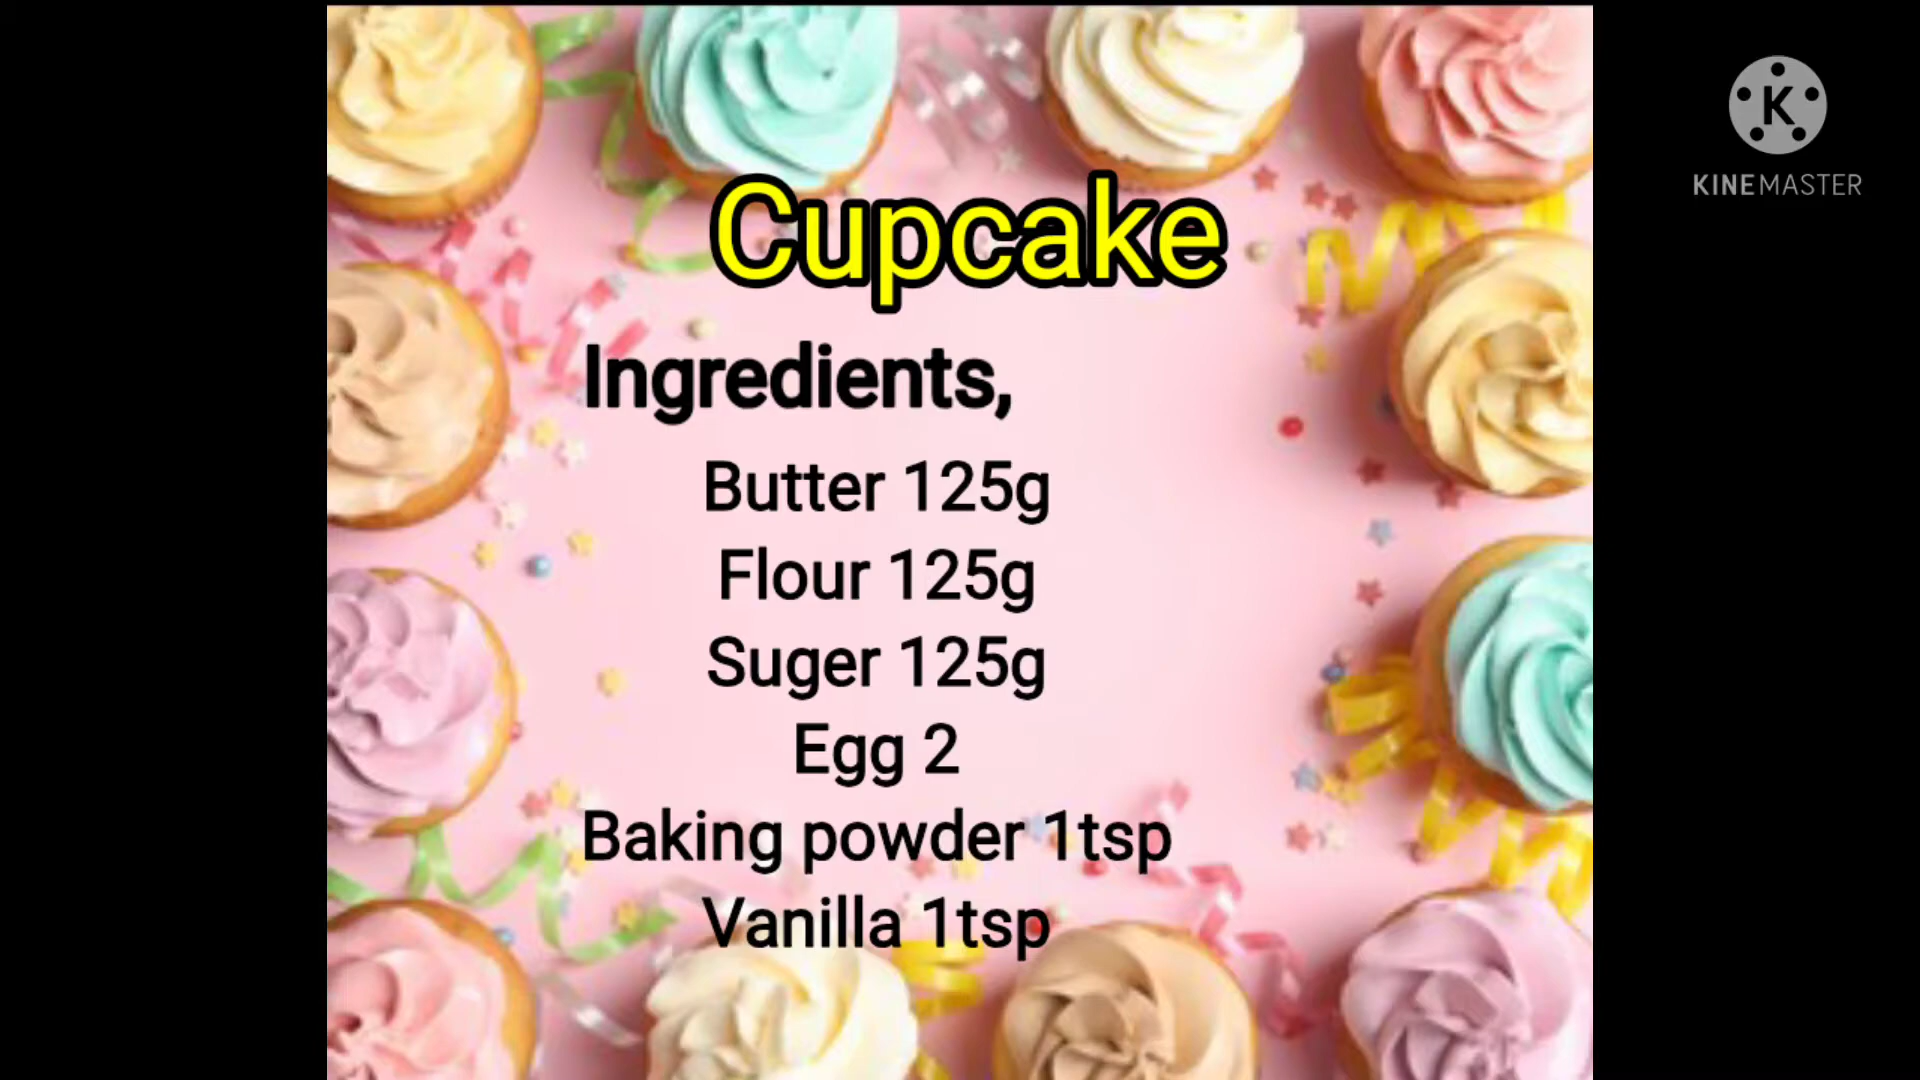 Cupcake
Ingredients,
Butter 125g
Flour 125g
Suger 125g
Egg 2
Baking powder 1tsp
Vanilla 1tsp
K
KINEMASTER